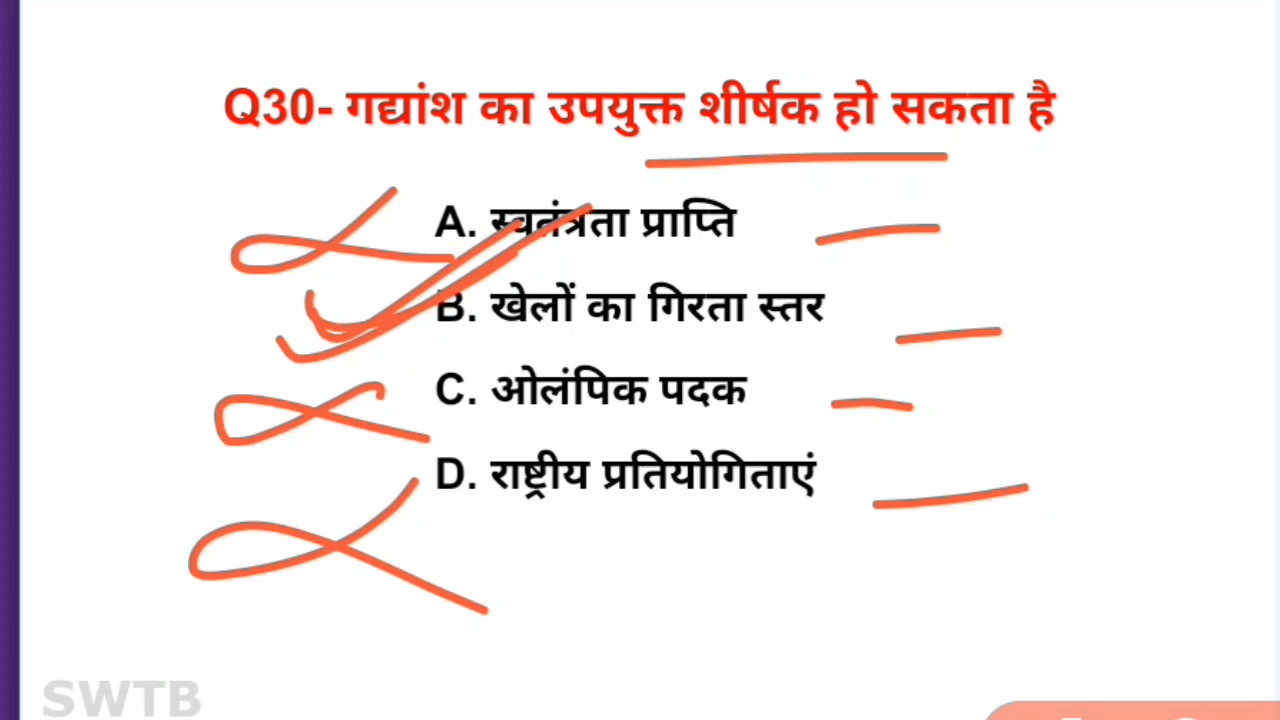 Q30- गद्यांश का उपयुक्त शीर्षक हो सकता है
A. स्वतंत्रता प्राप्ति
B. खेलों का गिरता स्तर
C. ओलंपिक पदक
D. राष्ट्रीय प्रतियोगिताएं
SWTB